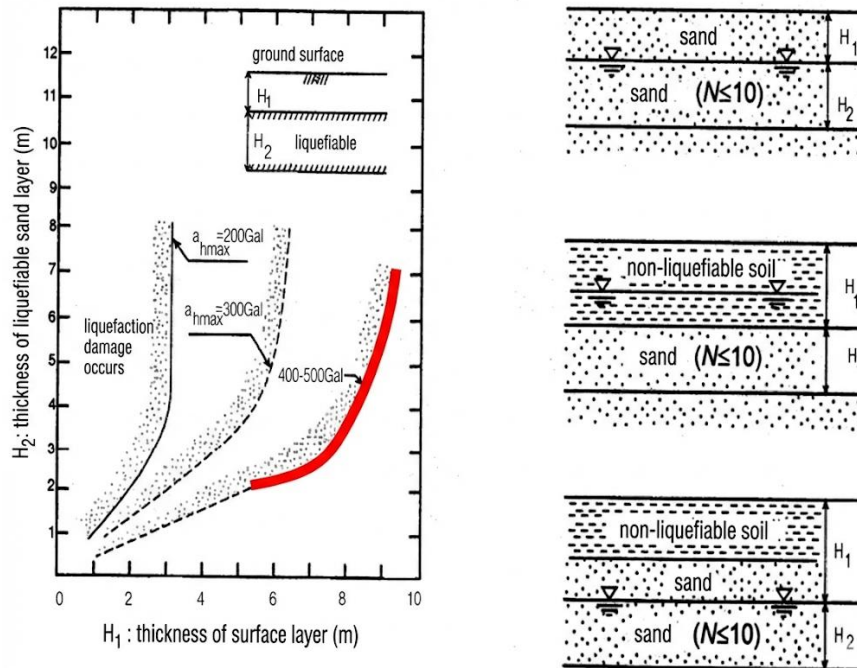 12
11
10
9
8
7
6
5
4
3
2
1
0
2
4
6
8
10
H2: thickness of liquefiable sand layer (m)
H1 : thickness of surface layer (m)
ground surface
H1
H2
liquefiable
ahmax=200Gal
ahmax=300Gal
400-500Gal
liquefaction
damage
occurs
sand
H1
sand (N≤10)
H2
non-liquefiable soil
H1
sand (N≤10)
H
non-liquefiable soil
H1
sand
sand (N≤10)
H2